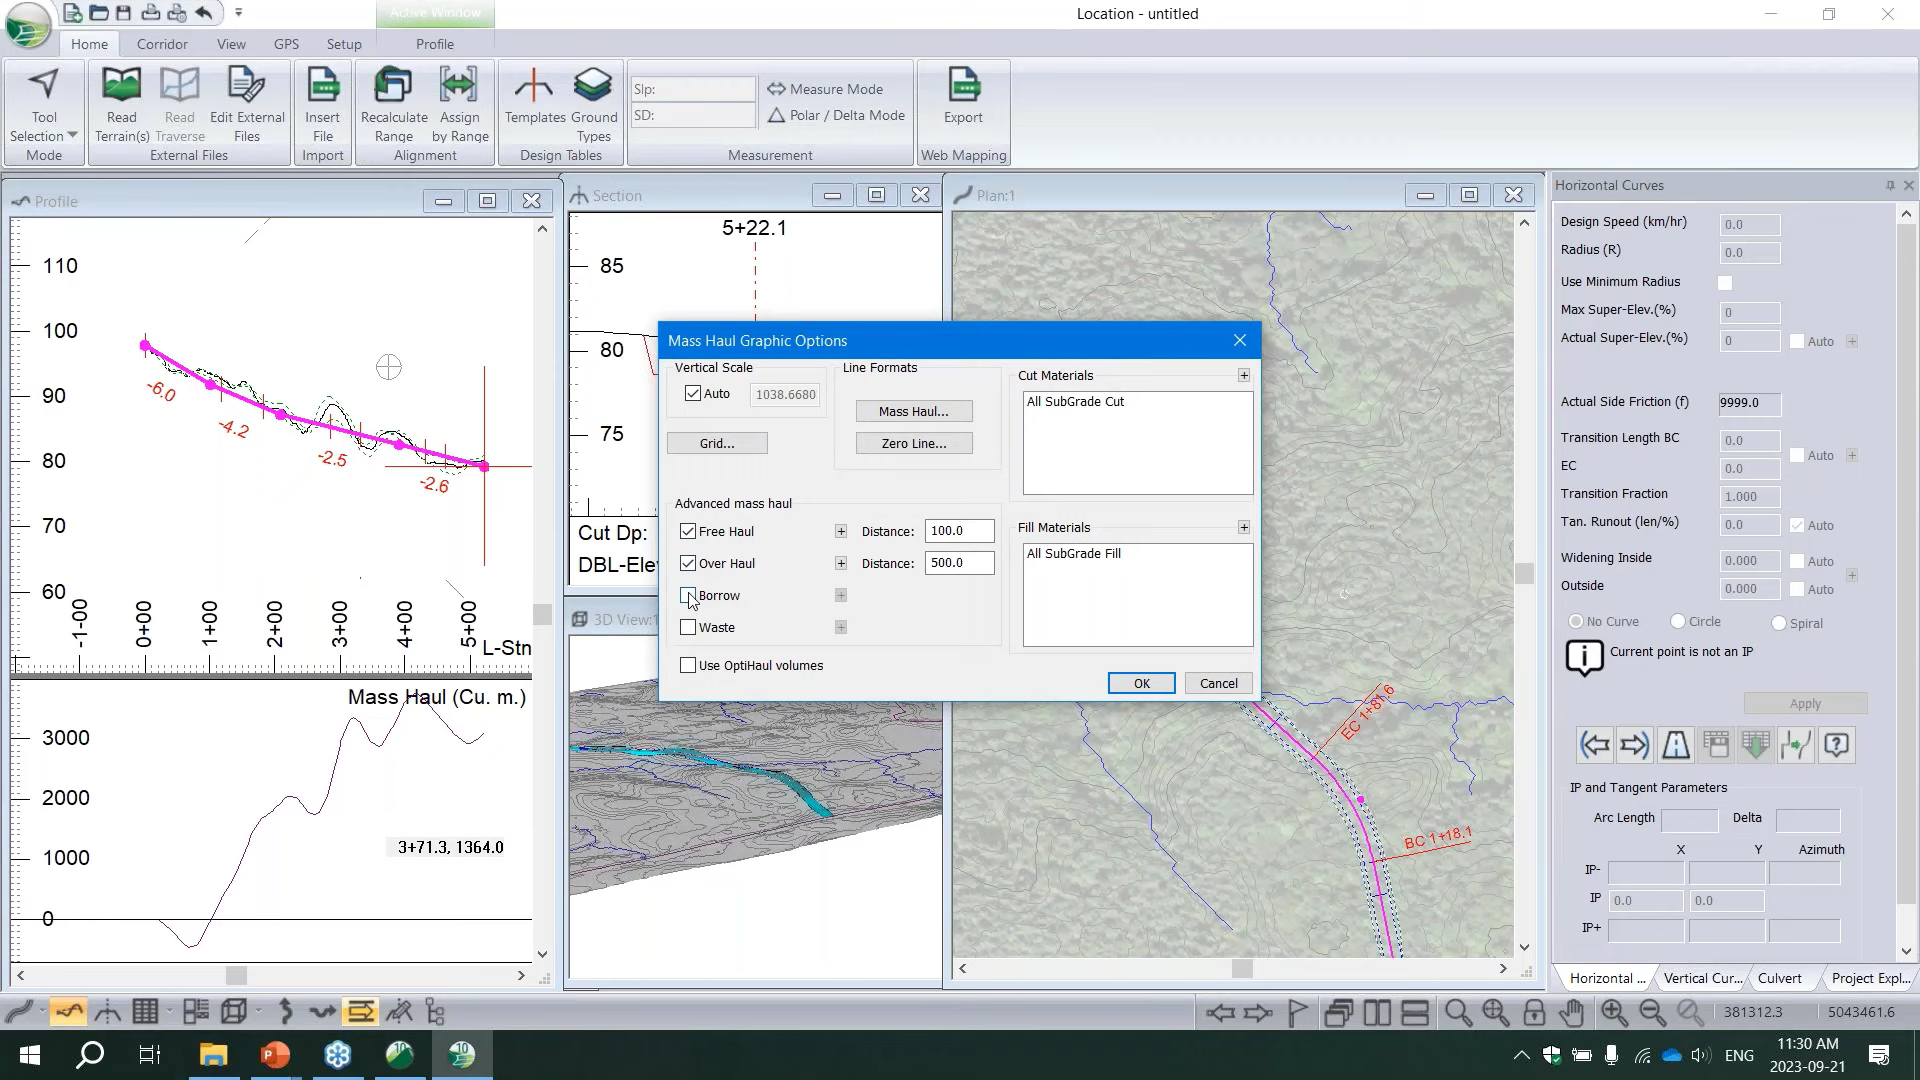 Active Window
Location - untitled
Home
Corridor
View
GPS
Setup
Profile
Tool
Selection
Mode
Read
Terrain(s)
Read
Traverse
Edit External
Files
External Files
Insert
File
Import
Recalculate
Range
Assign
by Range
Alignment
Templates
Ground
Types
Design Tables
Slp:
SD:
Measure Mode
Polar / Delta Mode
Measurement
Export
Web Mapping
Profile
110
100
90
80
70
60
-6.0
-4.2
-2.5
-2.6
-1-00
0+00
1+00
2+00
3+00
4+00
5+00
L-Stn
Mass Haul (Cu. m.)
3000
2000
1000
0
3+71.3, 1364.0
Section
5+22.1
85
80
75
Cut Dp:
DBL-Ele
3D View:1
Plan:1
EC 1+81.6
BC 1+18.1
Mass Haul Graphic Options
Vertical Scale
Auto
1038.6680
Grid...
Line Formats
Mass Haul...
Zero Line...
Cut Materials
All SubGrade Cut
Advanced mass haul
Free Haul
Distance:
100.0
Over Haul
Distance:
500.0
Borrow
Waste
Use OptiHaul volumes
Fill Materials
All SubGrade Fill
OK
Cancel
Horizontal Curves
Design Speed (km/hr)
0.0
Radius (R)
0.0
Use Minimum Radius
Max Super-Elev.(%)
0
Actual Super-Elev.(%)
0
Auto
Actual Side Friction (f)
9999.0
Transition Length BC
0.0
Auto
EC
0.0
Transition Fraction
1.000
Tan. Runout (len/%)
0.0
Auto
Widening Inside
0.000
Auto
Outside
0.000
Auto
No Curve
Circle
Spiral
Current point is not an IP
Apply
IP and Tangent Parameters
Arc Length
Delta
X
Y
Azimuth
IP-
IP
0.0
0.0
IP+
Horizontal ...
Vertical Cur...
Culvert
Project Expl...
381312.3
5043461.6
ENG
11:30 AM
2023-09-21